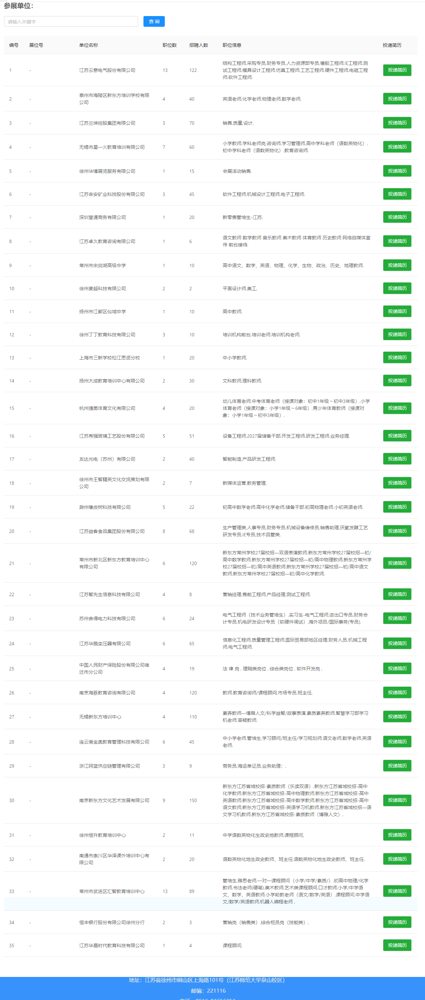 参展单位：
请输入关键字
查 询
编号 展位号 单位名称 职位数 招聘人数 职位信息 投递简历
1 - 江苏云意电气股份有限公司 13 122 结构工程师,采购专员,财务专员,人力资源部专员,橡胶工程师,IE工程师,测
试工程师,模具设计工程师,仿真工程师,工艺工程师,硬件工程师,电磁工程
师,软件工程师, 投递简历
2 - 泰州市海陵区新东方培训学校有限
公司 4 40 英语老师,化学老师,物理老师,数学老师, 投递简历
3 - 江苏兰坤控股集团有限公司 3 70 销售,质量,设计, 投递简历
4 - 无锡市星一火教育培训有限公司 7 60 小学教师,学科老师岗,咨询师,学习管理师,高中学科老师（语数英物化）,
初中学科老师（语数英物化）,教育咨询师, 投递简历
5 - 徐州华博展览服务有限公司 1 15 会展活动销售, 投递简历
6 - 江苏吉安矿业科技股份有限公司 3 45 软件工程师,机械设计工程师,电子工程师, 投递简历
7 - 深圳慧通商务有限公司 1 20 新零售管培生-江苏, 投递简历
8 - 江苏卓久教育咨询有限公司 1 6 语文教师 数学教师 音乐教师 美术教师 体育教师 历史教师 网络自媒体宣
传 前台接待, 投递简历
9 - 常州市宋剑湖高级中学 1 10 高中语文、数学、英语、物理、化学、生物、政治、历史、地理教师, 投递简历
10 - 徐州麦超科技有限公司 2 2 平面设计师,美工, 投递简历
11 - 扬州市江都区仙城中学 1 10 高中教师, 投递简历
12 - 徐州丁丁教育科技有限公司 3 10 培训机构前台,培训老师,培训机构老师, 投递简历
13 - 上海市三新学校松江思贤分校 1 20 中小学教师, 投递简历
14 - 扬州大成教育培训中心有限公司 2 30 文科教师,理科教师, 投递简历
15 - 杭州捷茵体育文化有限公司 4 20 幼儿体育老师,中考体育老师（授课对象：初中1年级～初中3年级）,小学
体育老师（授课对象：小学1年级～6年级）,青少年体育教师（授课对
象：小学1年级～初中3年级）, 投递简历
16 - 江苏秀强玻璃工艺股份有限公司 5 51 设备工程师,2027届储备干部,开发工程师,研发工程师,业务经理, 投递简历
17 - 友达光电（苏州）有限公司 2 40 智能制造,产品研发工程师, 投递简历
18 - 徐州市王智精英文化交流策划有限
公司 2 7 新媒体运营,教务管理, 投递简历
19 - 滁州橡皮树科技有限公司 5 22 初高中数学老师,高中化学老师,储备干部,初高物理老师,小初英语老师, 投递简历
20 - 江苏益客食品集团股份有限公司 8 68 生产管理类,人事专员,财务专员,机械设备维修员,销售助理,厌氧发酵工艺
研发专员,IE专员,技术品管类, 投递简历
21 - 常州市新北区新东方教育培训中心
有限公司 6 120 新东方常州学校27届校招—双语表演教师,新东方常州学校27届校招—初/
高中数学教师,新东方常州学校27届校招—初/高中物理教师,新东方常州学
校27届校招—初/高中英语教师,新东方常州学校27届校招—初/高中语文
教师,新东方常州学校27届校招—初/高中化学教师, 投递简历
22 - 江苏智先生信息科技有限公司 4 8 营销经理,售前工程师,产品经理,测试工程师, 投递简历
23 - 苏州舍得电力科技有限公司 6 24 电气工程师（技术业务管培生）,实习生-电气工程师,进出口专员,财务会
计专员,机电研发设计专员（软硬件调试）,海外项目/国际事务(专员), 投递简历
24 - 江苏华鹏变压器有限公司 6 65 信息化工程师,质量管理工程师,国际贸易部地区经理,财务人员,机械工程
师,电气工程师, 投递简历
25 - 中国人民财产保险股份有限公司宿
迁市分公司 4 19 法 律 岗 , 理赔类岗位 , 综合类岗位 , 软件开发岗 , 投递简历
26 - 南京海豚教育咨询有限公司 4 120 教师,教育咨询师/课程顾问,市场专员,班主任, 投递简历
27 - 无锡新东方培训中心 4 110 素养教师—博雅人文/科学益智/故事表演,素质素养教师,智慧学习部学习
机老师,答疑教师, 投递简历
28 - 连云港金奥教育管理科技有限公司 6 45 中小学老师,管培生,学习顾问/班主任/学习规划师,语文老师,数学老师,英语
老师, 投递简历
29 - 浙江阿蓝供应链管理有限公司 3 9 商务员,海运单证员,业务助理：, 投递简历
30 - 南京新东方文化艺术发展有限公司 9 150 新东方江苏省域校招-素质教师（乐读双语）,新东方江苏省域校招-高中
化学教师,新东方江苏省域校招-高中物理教师,新东方江苏省域校招-高中
英语教师,新东方江苏省域校招-高中数学教师,新东方江苏省域校招-高中
语文教师,新东方江苏省域校招-英语学习机教师,新东方江苏省域校招—语
文学习机教师,新东方江苏省域校招-素质教师（博雅人文）, 投递简历
31 - 徐州恒升教育培训中心 2 11 中学语数英物化生政史地教师,课程顾问, 投递简历
32 - 南通市崇川区华泽课外培训中心有
限公司 2 20 语数英物化地生政史教师、班主任,语数英物化地生政史教师、班主任, 投递简历
33 - 常州市武进区汇智教育培训中心 13 89 管培生,雅思老师,一对一课程顾问（小学/中学/素质/）,初高中物理/化学
教师,书法老师(硬笔),美术教师,艺术类课程顾问,口才教师,小学/中学语
文、数学、英语教师,小学助教老师（语文/数学/英语）,课程顾问,中学语
文/数学/英语教师,机器人编程老师 , 投递简历
34 - 恒丰银行股份有限公司徐州分行 2 3 营销岗（销售类）,综合柜员岗（技能类）, 投递简历
35 - 江苏华晨时代教育科技有限公司 1 4 课程顾问, 投递简历
地址：江苏省徐州市铜山区上海路101号（江苏师范大学泉山校区）
邮编：221116